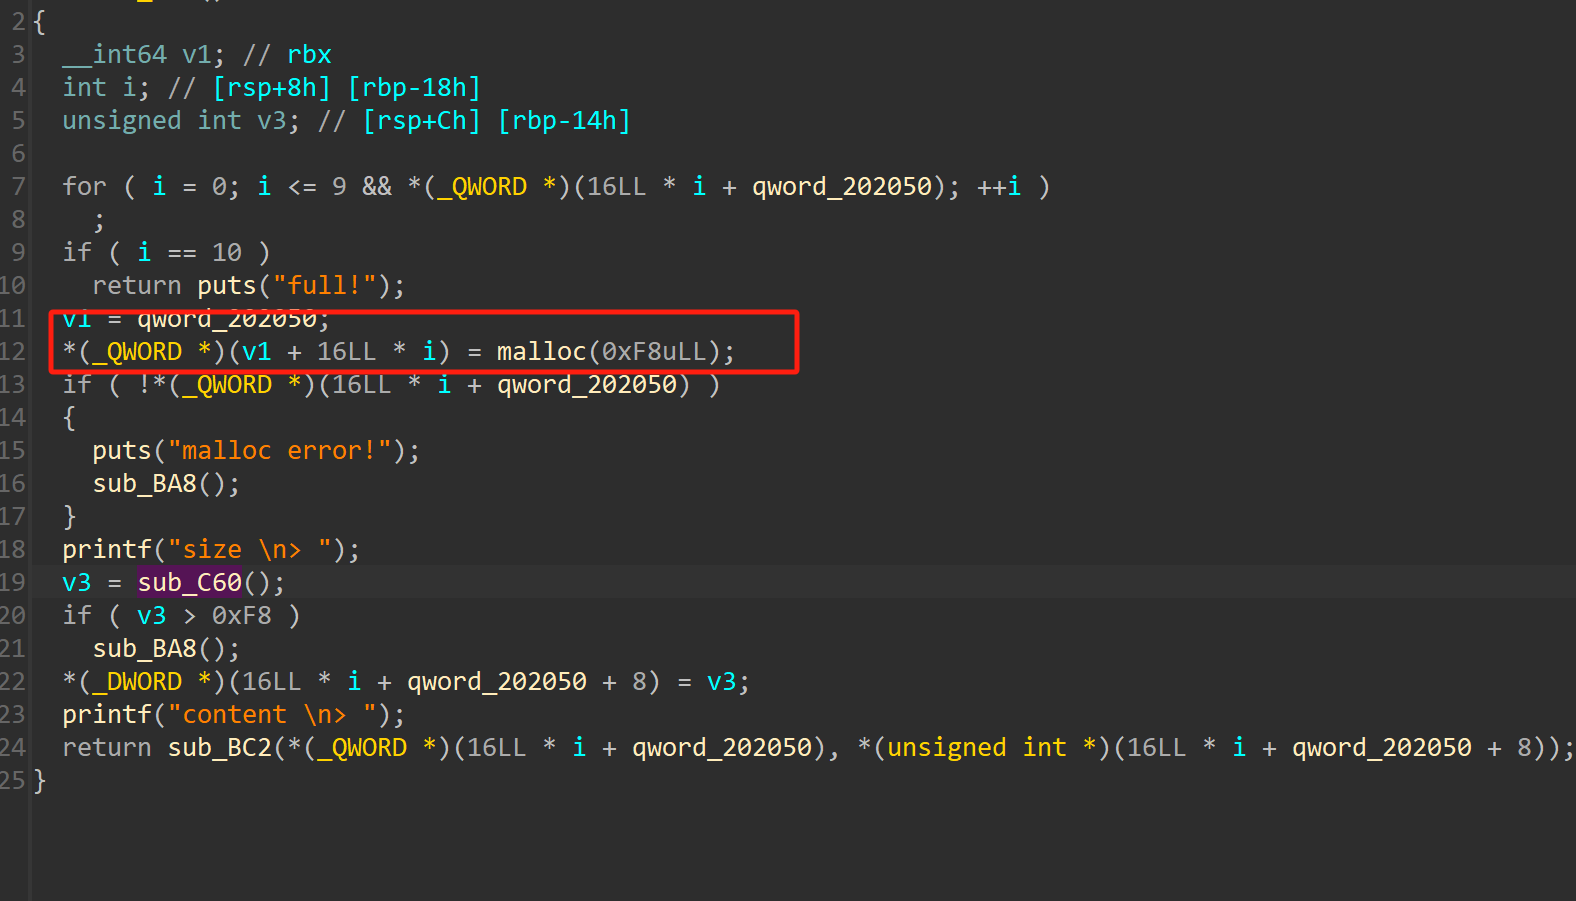 2 {
3   __int64 v1; // rbx
4   int i; // [rsp+8h] [rbp-18h]
5   unsigned int v3; // [rsp+Ch] [rbp-14h]
6
7   for ( i = 0; i <= 9 && *(_QWORD *)(16LL * i + qword_202050); ++i )
8     ;
9   if ( i == 10 )
10     return puts("full!");
11   v1 = qword_202050;
12   *(_QWORD *)(v1 + 16LL * i) = malloc(0xF8uLL);
13   if ( !*(_QWORD *)(16LL * i + qword_202050) )
14   {
15     puts("malloc error!");
16     sub_BA8();
17   }
18   printf("size \n> ");
19   v3 = sub_C60();
20   if ( v3 > 0xF8 )
21     sub_BA8();
22   *(_DWORD *)(16LL * i + qword_202050 + 8) = v3;
23   printf("content \n> ");
24   return sub_BC2(*(_QWORD *)(16LL * i + qword_202050), *(unsigned int *)(16LL * i + qword_202050 + 8));
25 }